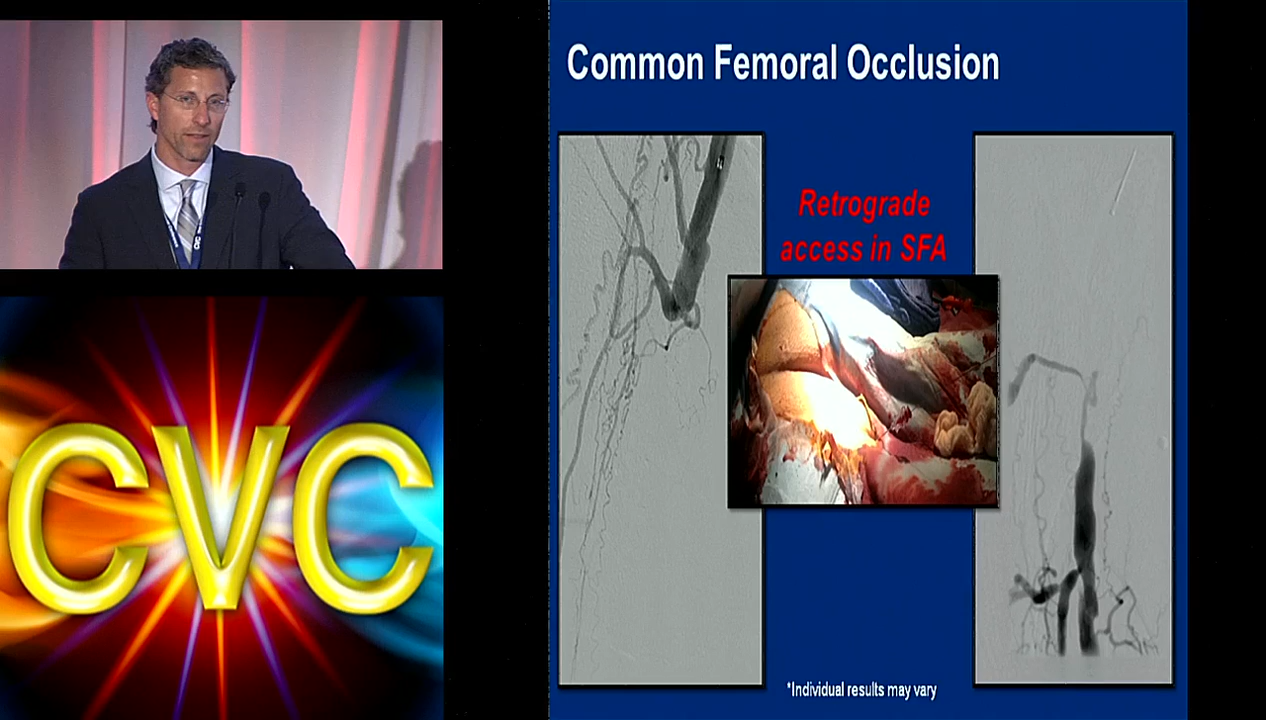 Common Femoral Occlusion
Retrograde
access in SFA
CVC
*Individual results may vary